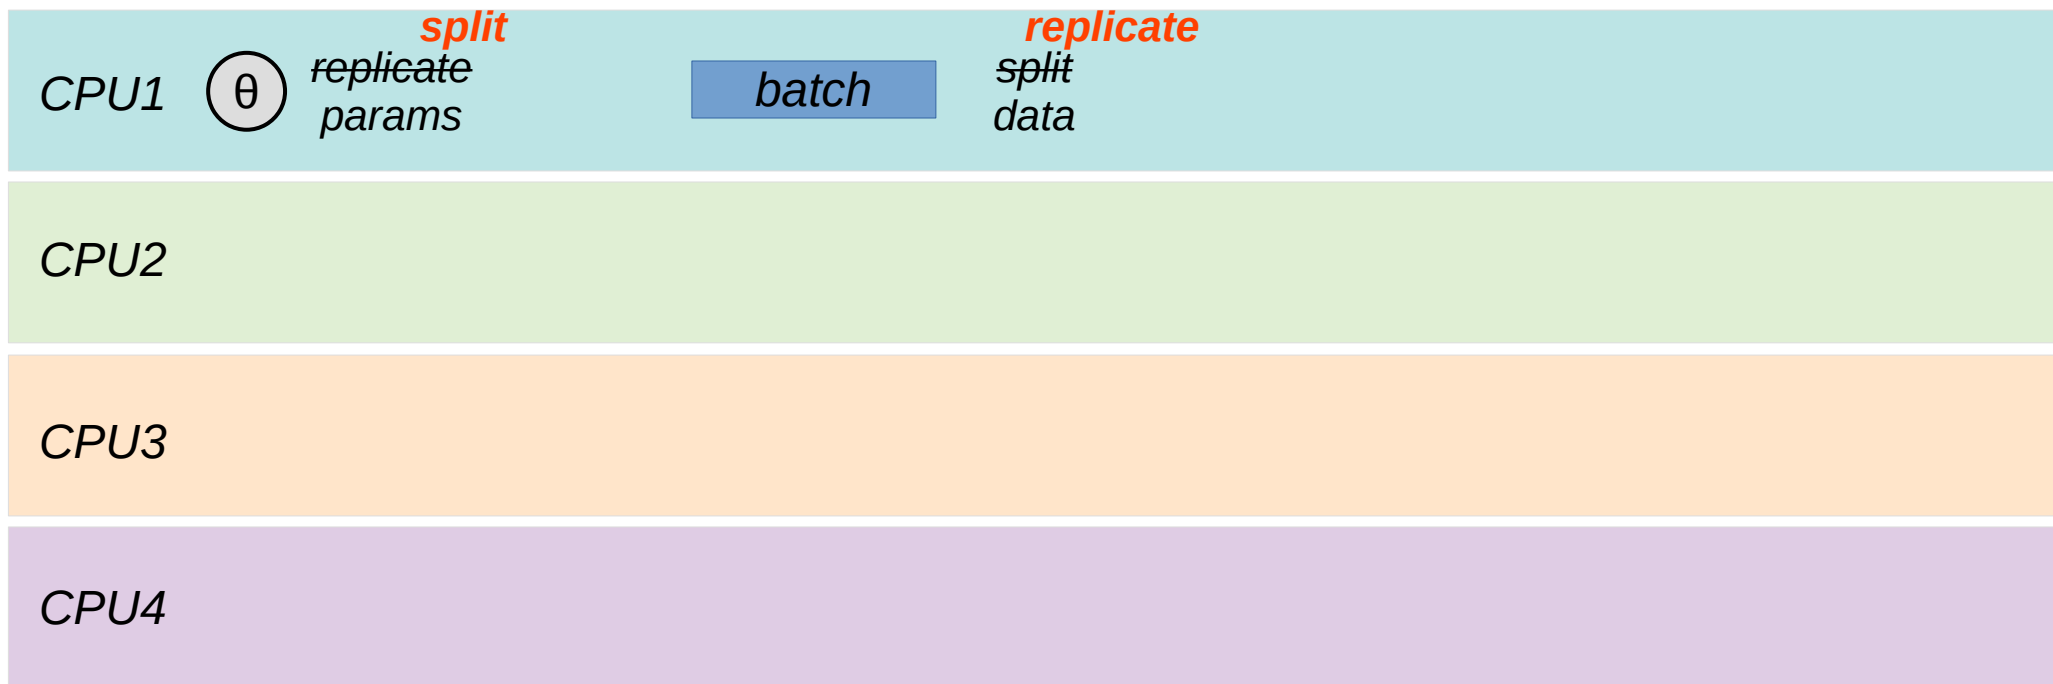 split
replicate
CPU1
θ
replicate
params
batch
split
data
CPU2
CPU3
CPU4